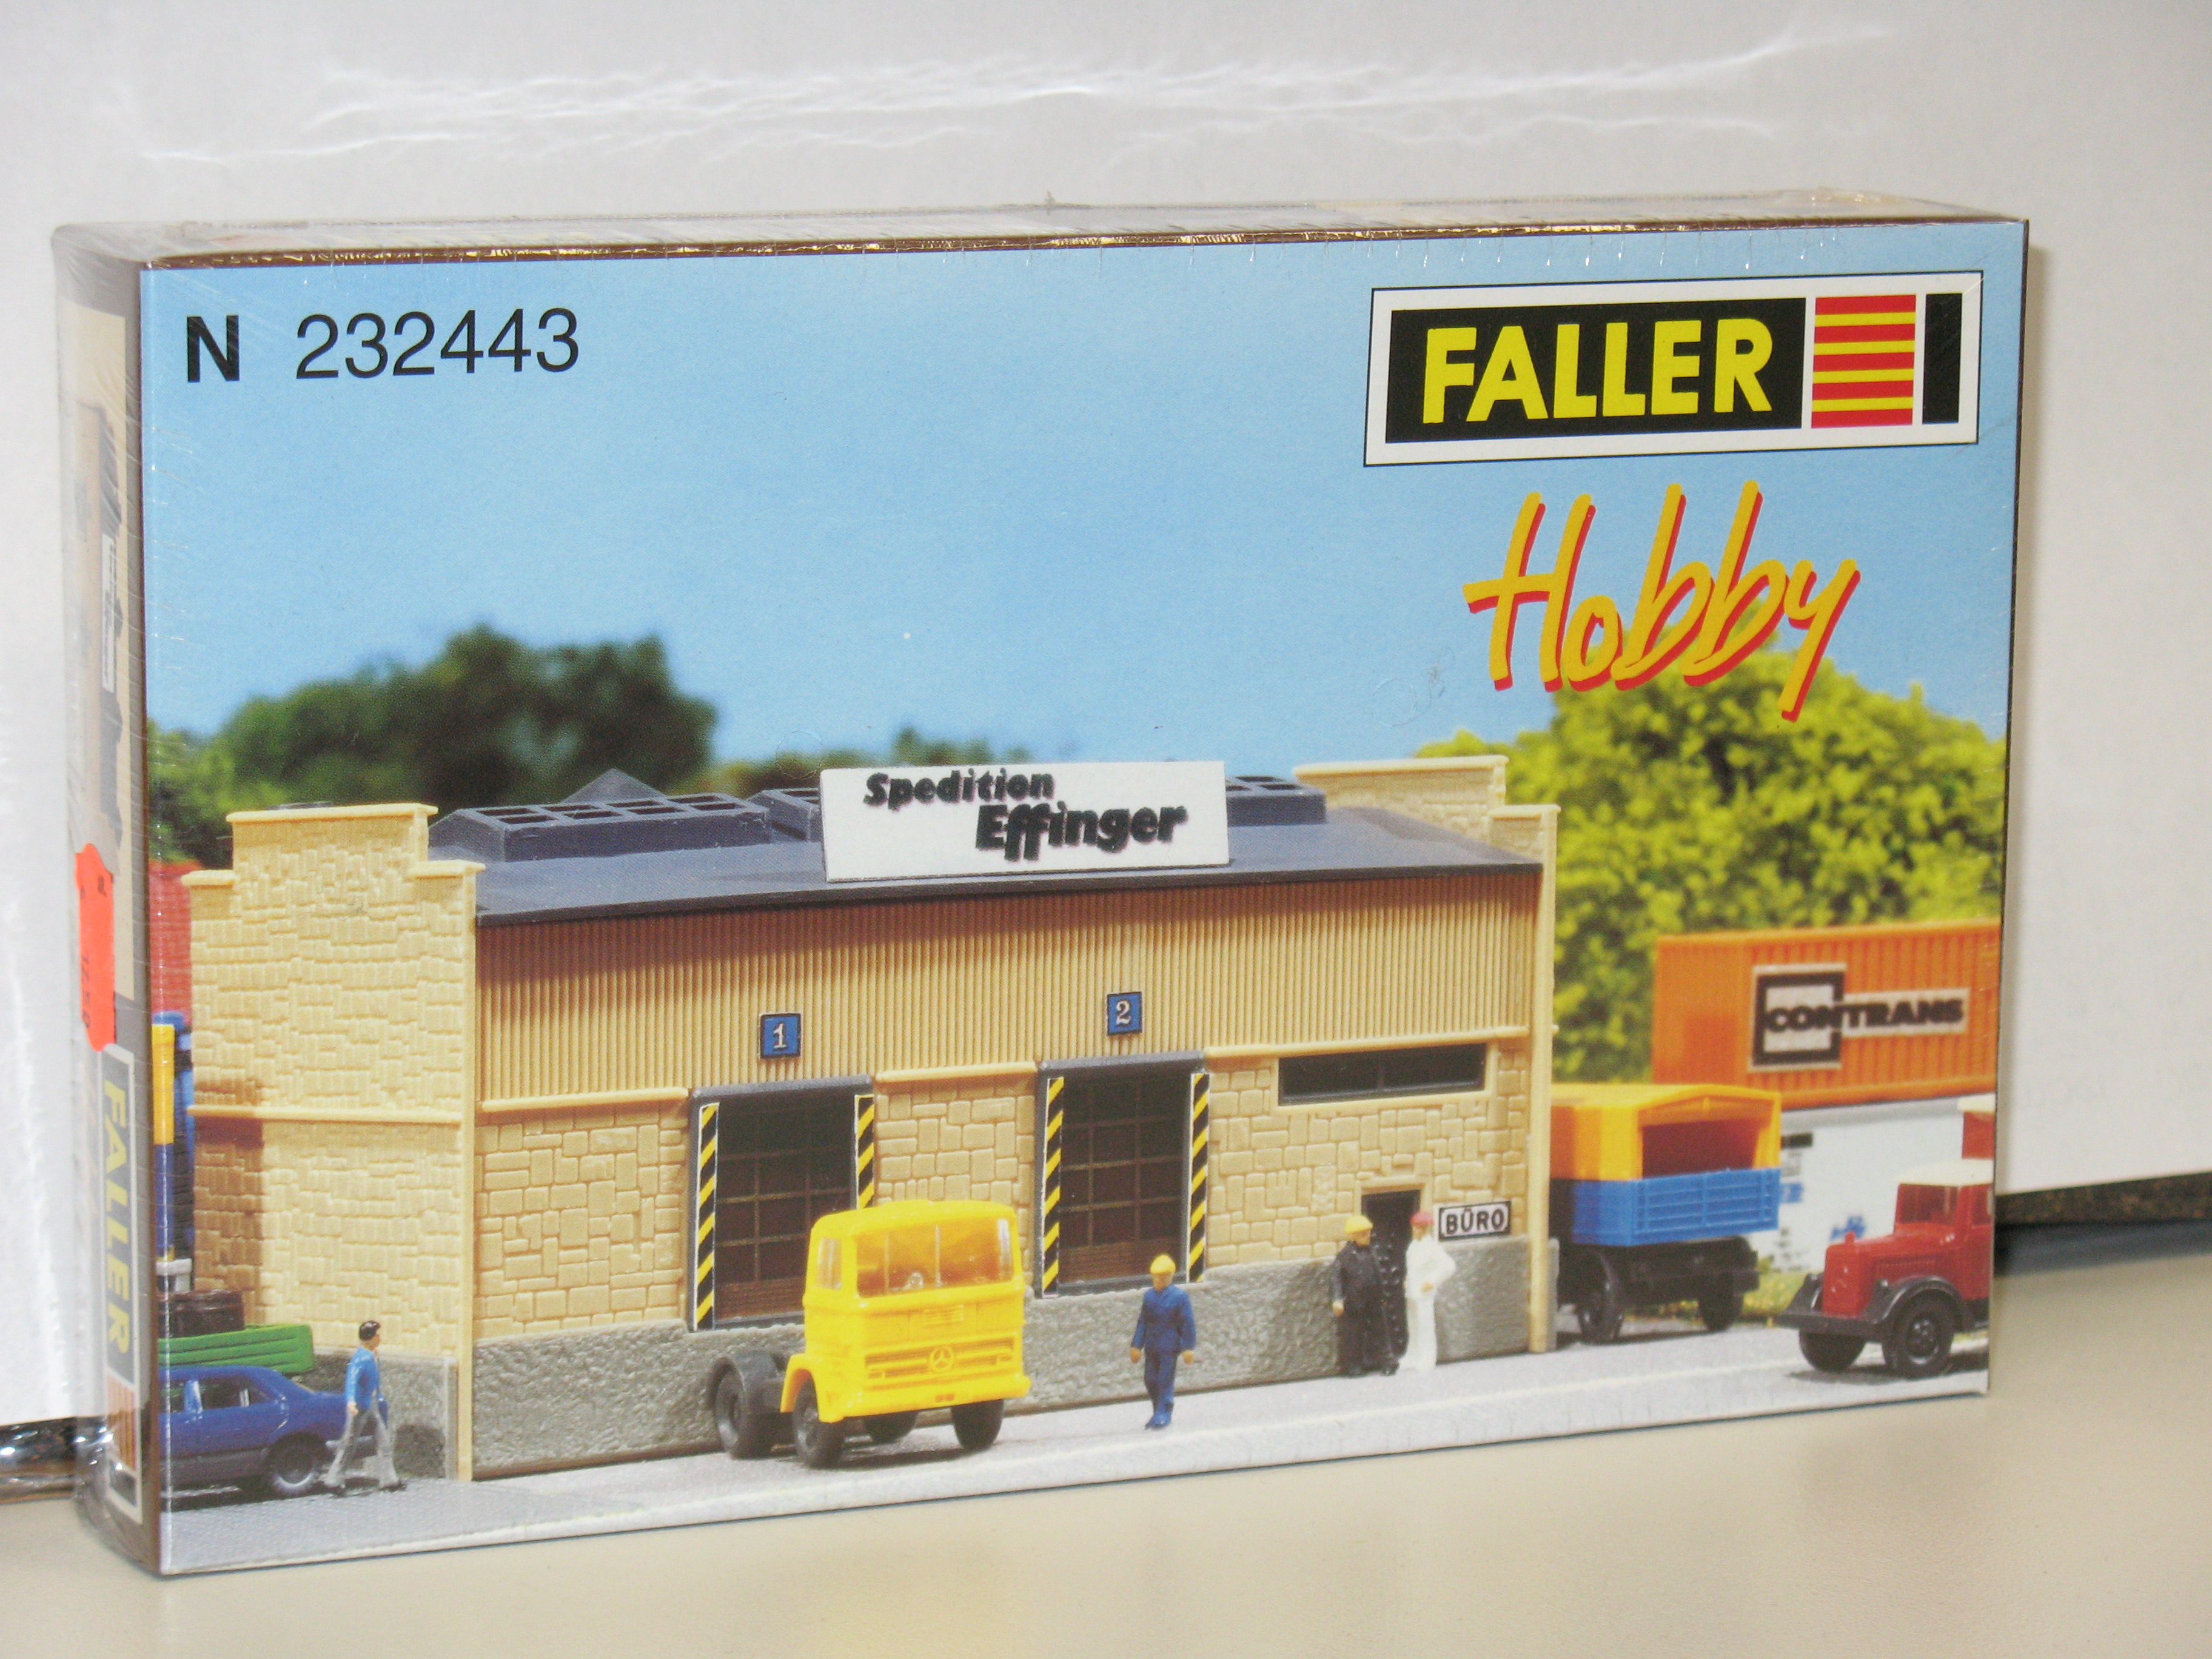 N 232443
FALLER
Hobby
Spedition
Effinger
1
2
CONTRANS
BÜRO
FALLER